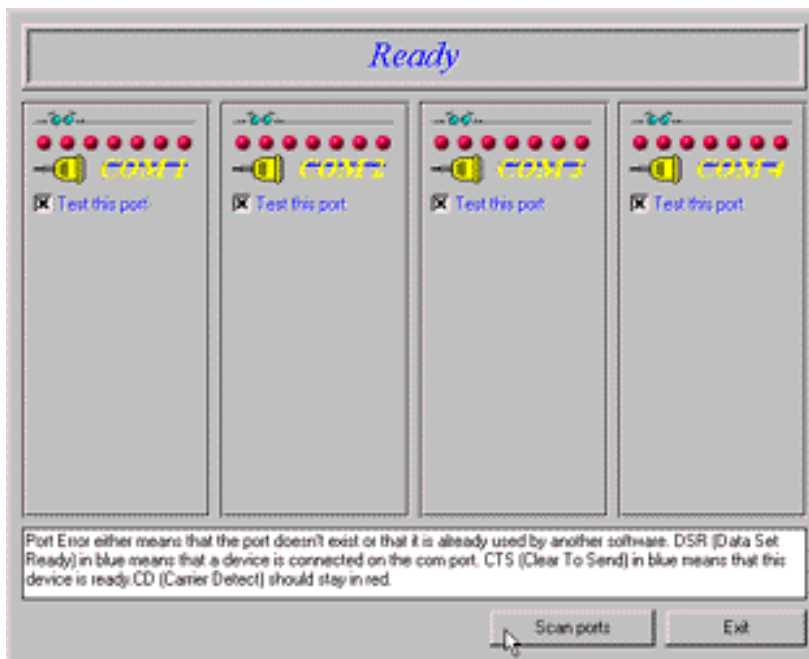 Ready
COM1
COM2
COM3
COM4
Test this port
Test this port
Test this port
Test this port
Port Error either means that the port doesn't exist or that it is already used by another software. DSR (Data Set
Ready) in blue means that a device is connected on the com port. CTS (Clear To Send) in blue means that this
device is ready.CD (Carrier Detect) should stay in red.
Scan ports
Exit